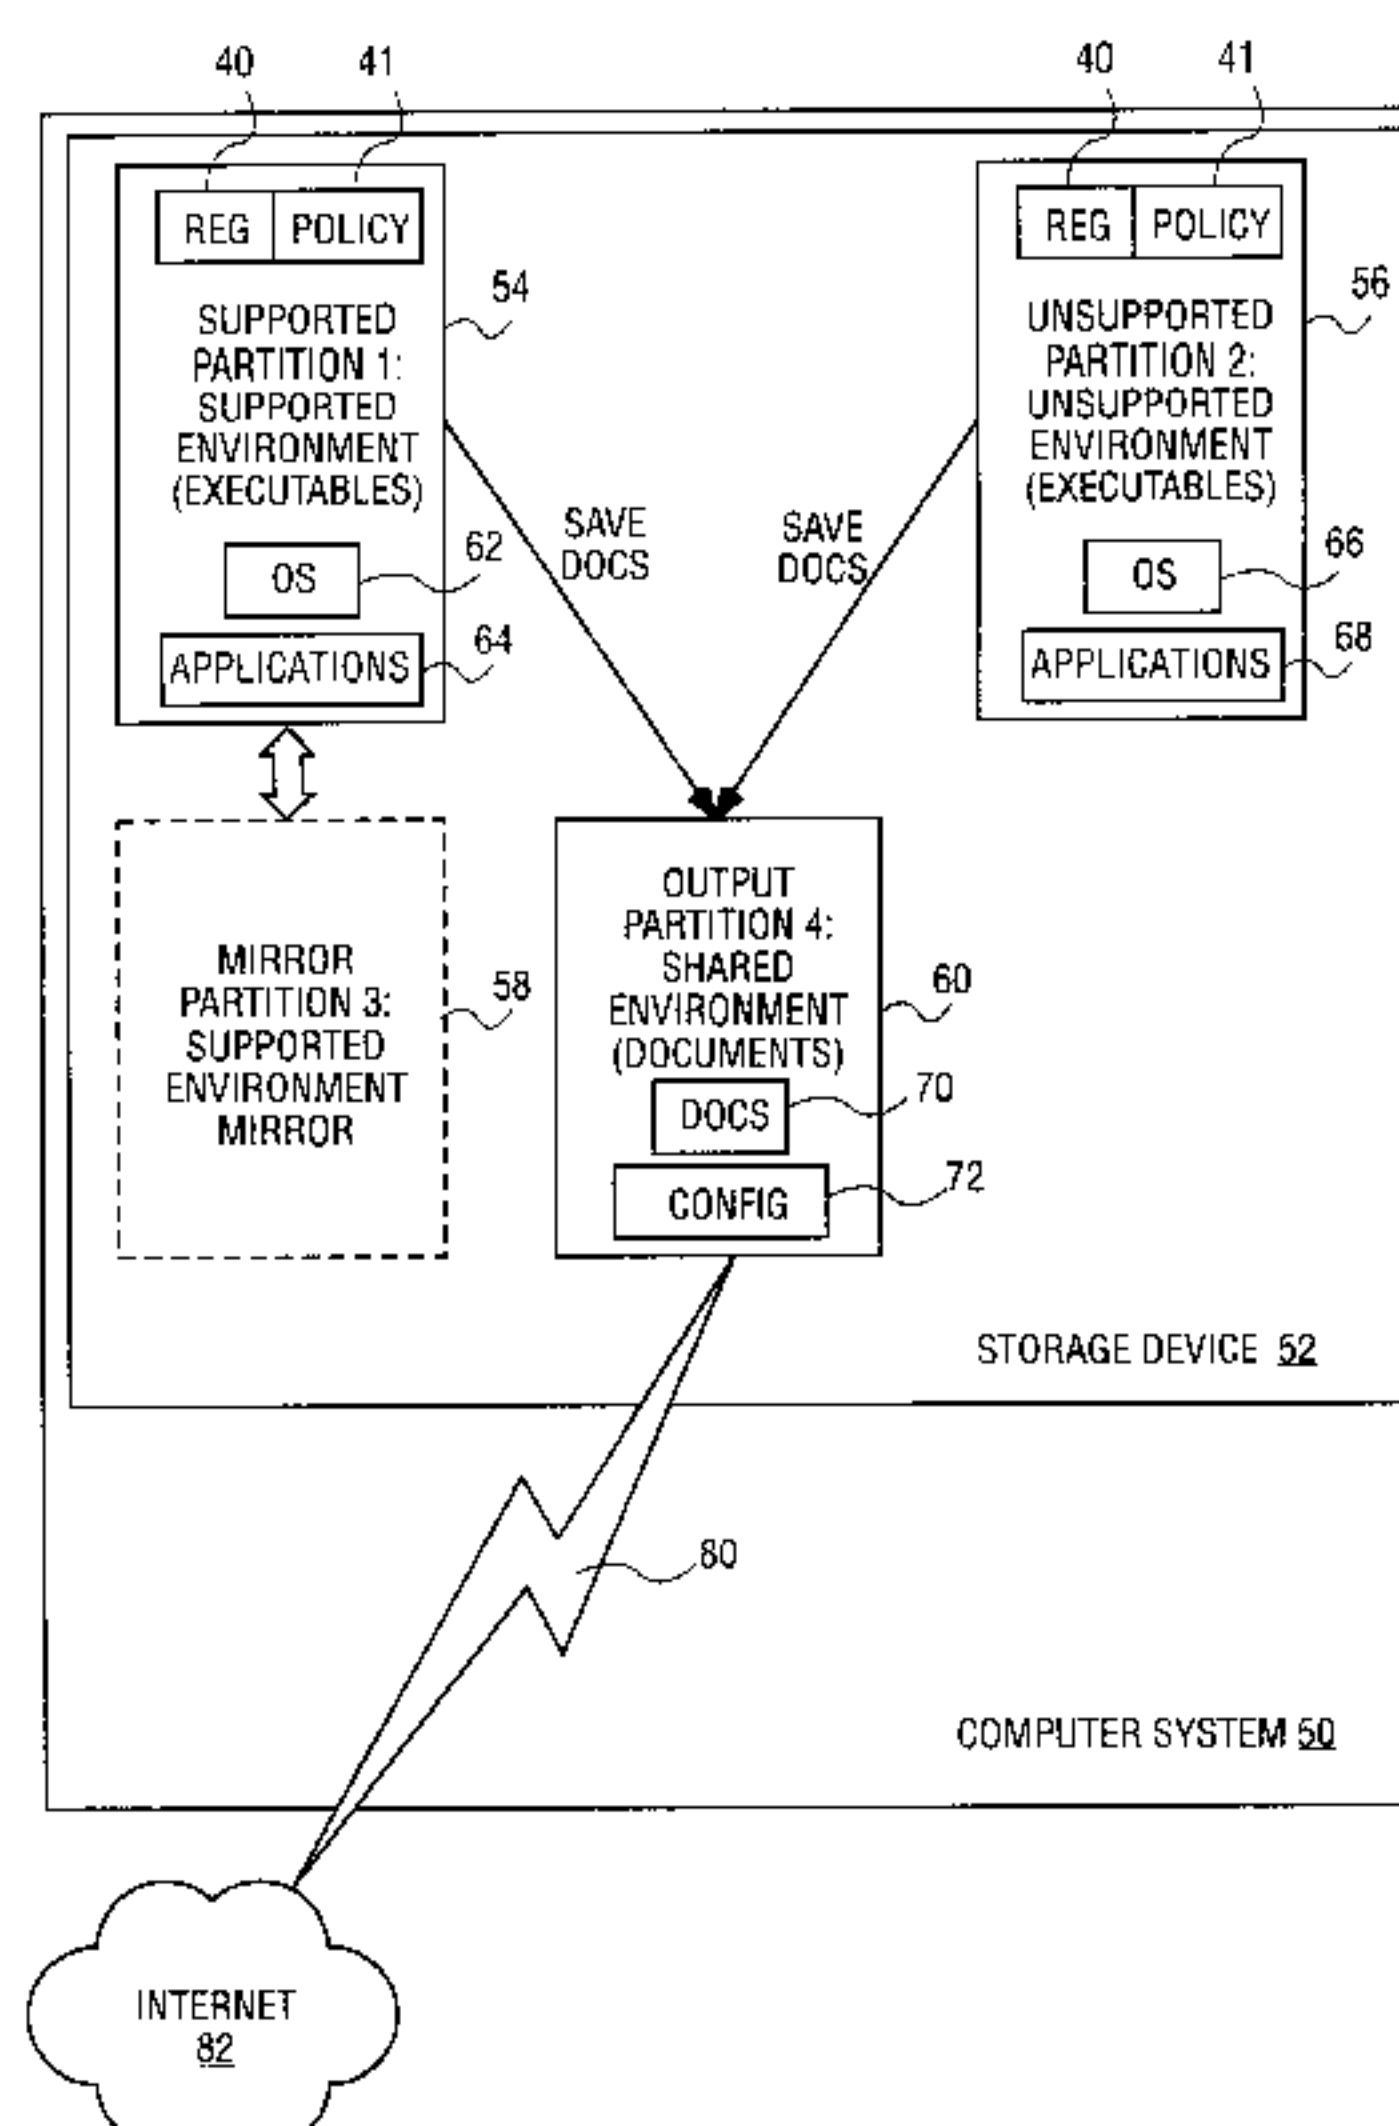 40 41
REG POLICY
54
SUPPORTED
PARTITION 1:
SUPPORTED
ENVIRONMENT
(EXECUTABLES)
OS
62
APPLICATIONS
64
40 41
REG POLICY
56
UNSUPPORTED
PARTITION 2:
UNSUPPORTED
ENVIRONMENT
(EXECUTABLES)
OS
66
APPLICATIONS
68
SAVE
DOCS
SAVE
DOCS
MIRROR
PARTITION 3:
SUPPORTED
ENVIRONMENT
MIRROR
58
OUTPUT
PARTITION 4:
SHARED
ENVIRONMENT
(DOCUMENTS)
60
DOCS
70
CONFIG
72
STORAGE DEVICE 52
80
COMPUTER SYSTEM 50
INTERNET
82